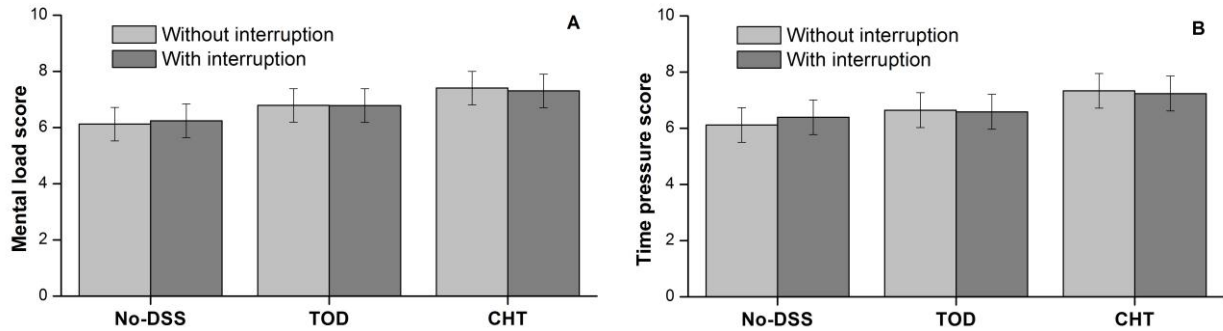 A
Without interruption
With interruption
Mental load score
10
8
6
4
2
0
No-DSS TOD CHT
B
Without interruption
With interruption
Time pressure score
10
8
6
4
2
0
No-DSS TOD CHT